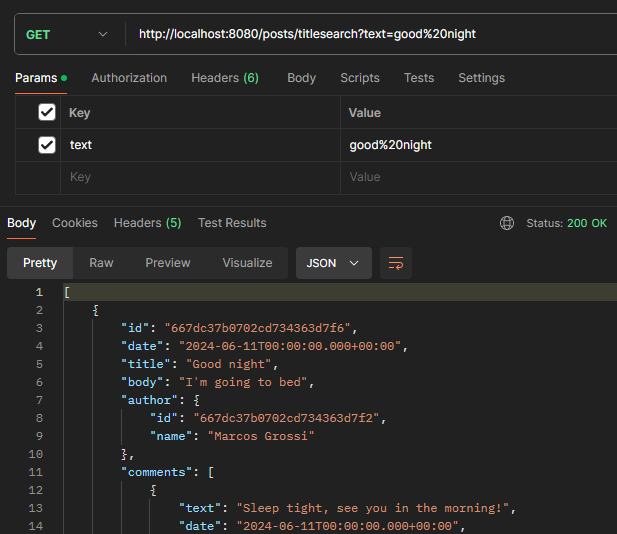 GET http://localhost:8080/posts/titlesearch?text=good%20night
Params Authorization Headers (6) Body Scripts Tests Settings
Key Value
text good%20night
Key Value
Body Cookies Headers (5) Test Results Status: 200 OK
Pretty Raw Preview Visualize JSON
1 [
2 {
3 "id": "667dc37b0702cd734363d7f6",
4 "date": "2024-06-11T00:00:00.000+00:00",
5 "title": "Good night",
6 "body": "I'm going to bed",
7 "author": {
8 "id": "667dc37b0702cd734363d7f2",
9 "name": "Marcos Grossi"
10 },
11 "comments": [
12 {
13 "text": "Sleep tight, see you in the morning!",
14 "date": "2024-06-11T00:00:00.000+00:00",